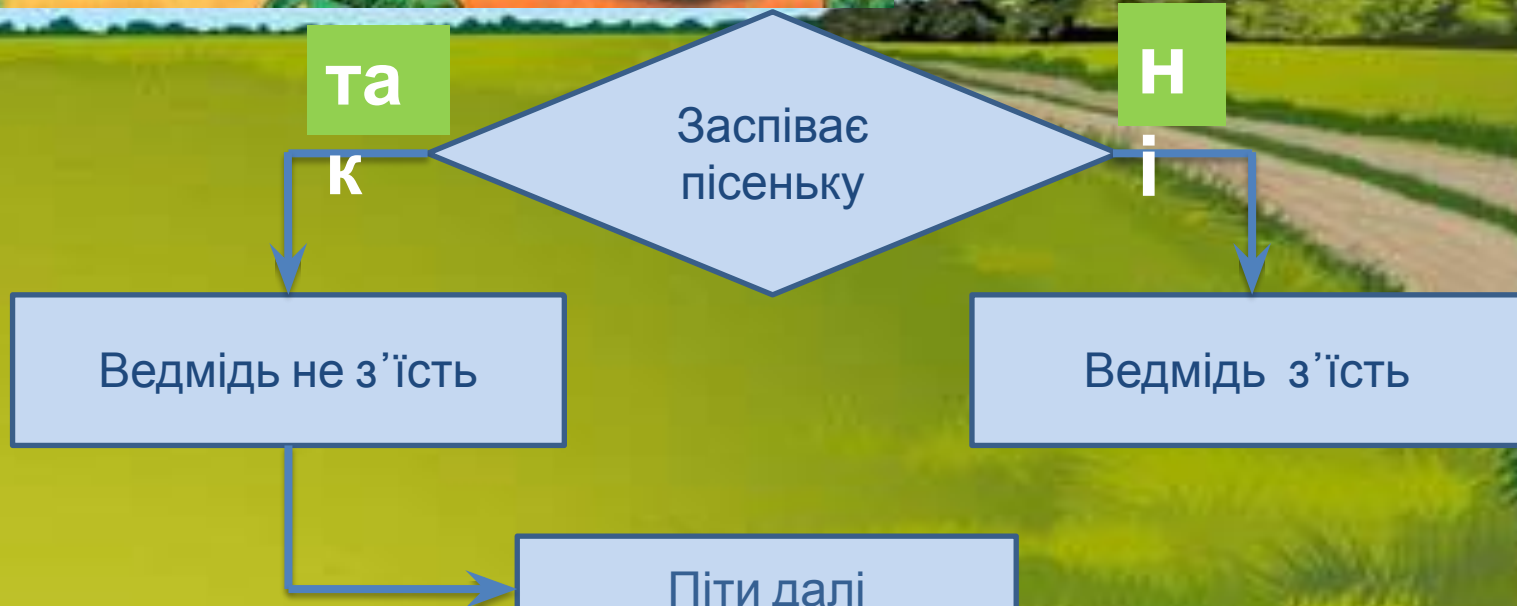 та
к
Заспіває
пісеньку
н
і
Ведмідь не з’їсть
Ведмідь з’їсть
Піти далі